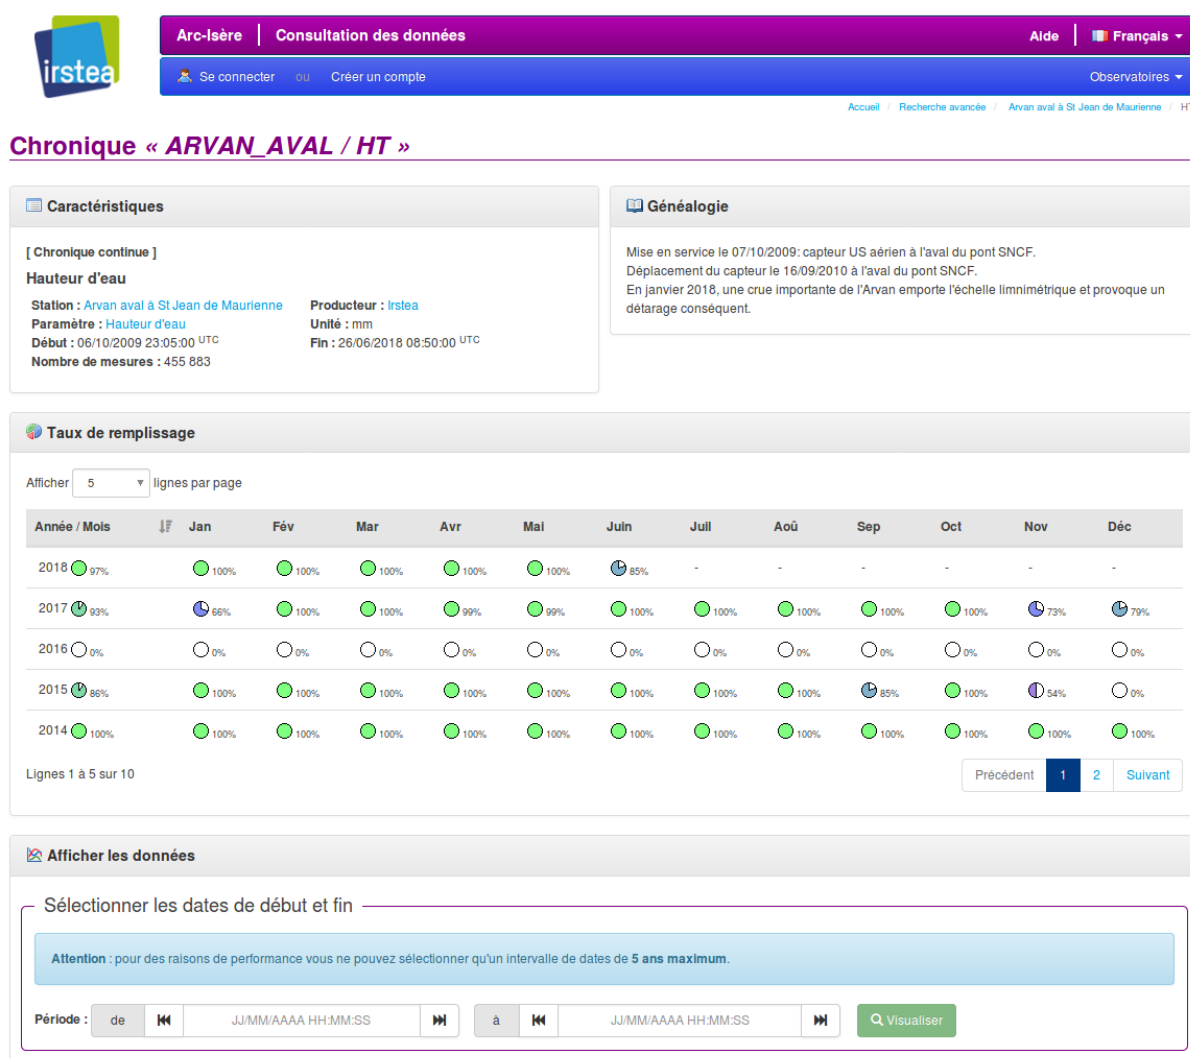 irstea
Arc-Isère Consultation des données Aide Français
Se connecter ou Créer un compte Observatoires
Accueil / Recherche avancée / Arvan aval à St Jean de Maurienne / HT
Chronique « ARVAN_AVAL / HT »
Caractéristiques
[ Chronique continue ]
Hauteur d'eau
Station : Arvan aval à St Jean de Maurienne Producteur : Irstea
Paramètre : Hauteur d'eau Unité : mm
Début : 06/10/2009 23:05:00 UTC Fin : 26/06/2018 08:50:00 UTC
Nombre de mesures : 455 883
Généalogie
Mise en service le 07/10/2009: capteur US aérien à l'aval du pont SNCF.
Déplacement du capteur le 16/09/2010 à l'aval du pont SNCF.
En janvier 2018, une crue importante de l'Arvan emporte l'échelle limnimétrique et provoque un
détarage conséquent.
Taux de remplissage
Afficher 5 lignes par page
Année / Mois Jan Fév Mar Avr Mai Juin Juil Aoû Sep Oct Nov Déc
2018 97% 100% 100% 100% 100% 100% 85% - - - - - -
2017 93% 66% 100% 100% 99% 99% 100% 100% 100% 100% 100% 73% 79%
2016 0% 0% 0% 0% 0% 0% 0% 0% 0% 0% 0% 0% 0%
2015 86% 100% 100% 100% 100% 100% 100% 100% 100% 85% 100% 54% 0%
2014 100% 100% 100% 100% 100% 100% 100% 100% 100% 100% 100% 100% 100%
Lignes 1 à 5 sur 10 Précédent 1 2 Suivant
Afficher les données
Sélectionner les dates de début et fin
Attention : pour des raisons de performance vous ne pouvez sélectionner qu'un intervalle de dates de 5 ans maximum.
Période : de JJ/MM/AAAA HH:MM:SS à JJ/MM/AAAA HH:MM:SS Visualiser